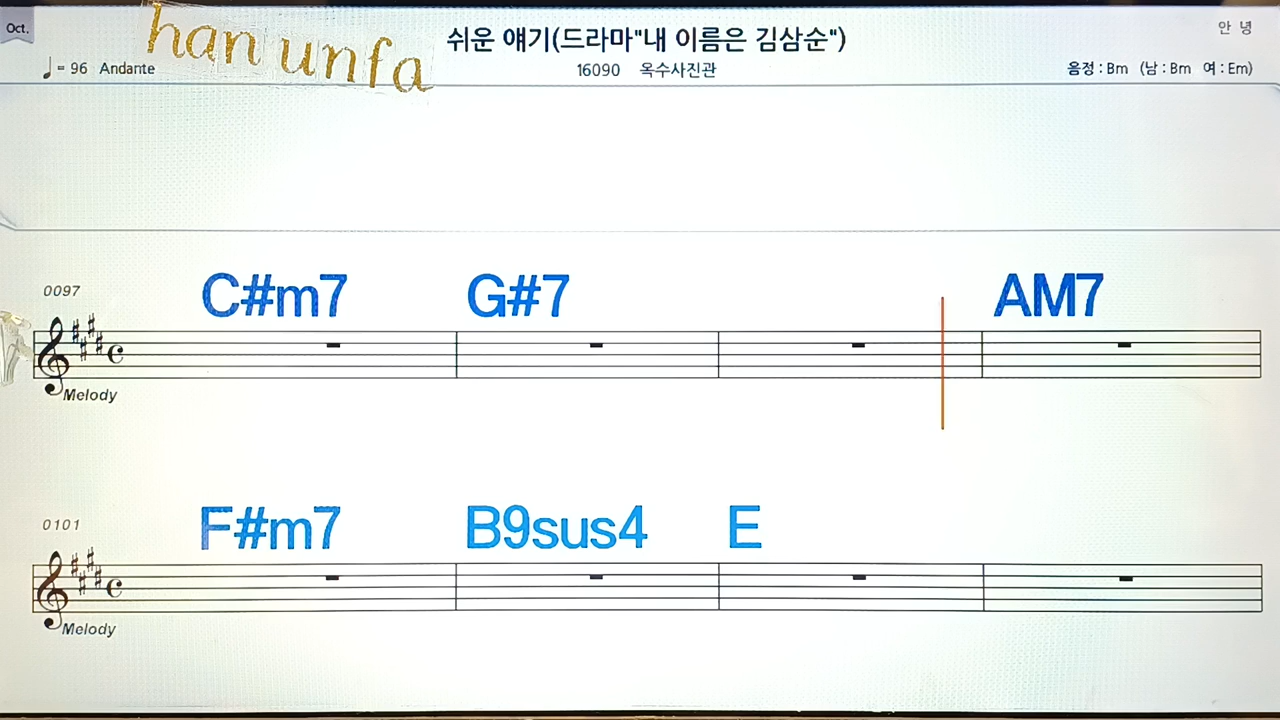 Oct.
han unfa
쉬운 얘기(드라마"내 이름은 김삼순")
안 녕
♩= 96 Andante
16090 옥수사진관
음정 : Bm (남 : Bm 여 : Em)
0097
C#m7 G#7 AM7
Melody
0101
F#m7 B9sus4 E
Melody